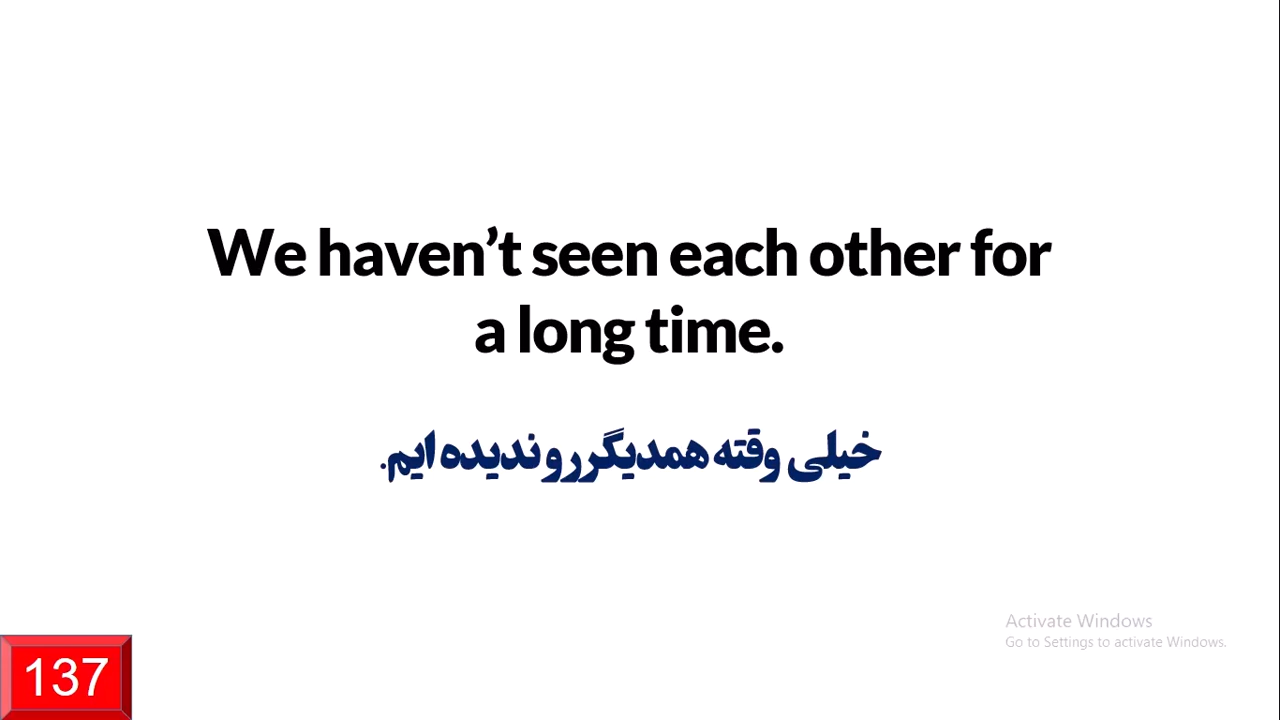 We haven’t seen each other for
a long time.
خیلی وقته همدیگر رو ندیده ایم.
Activate Windows
Go to Settings to activate Windows.
137